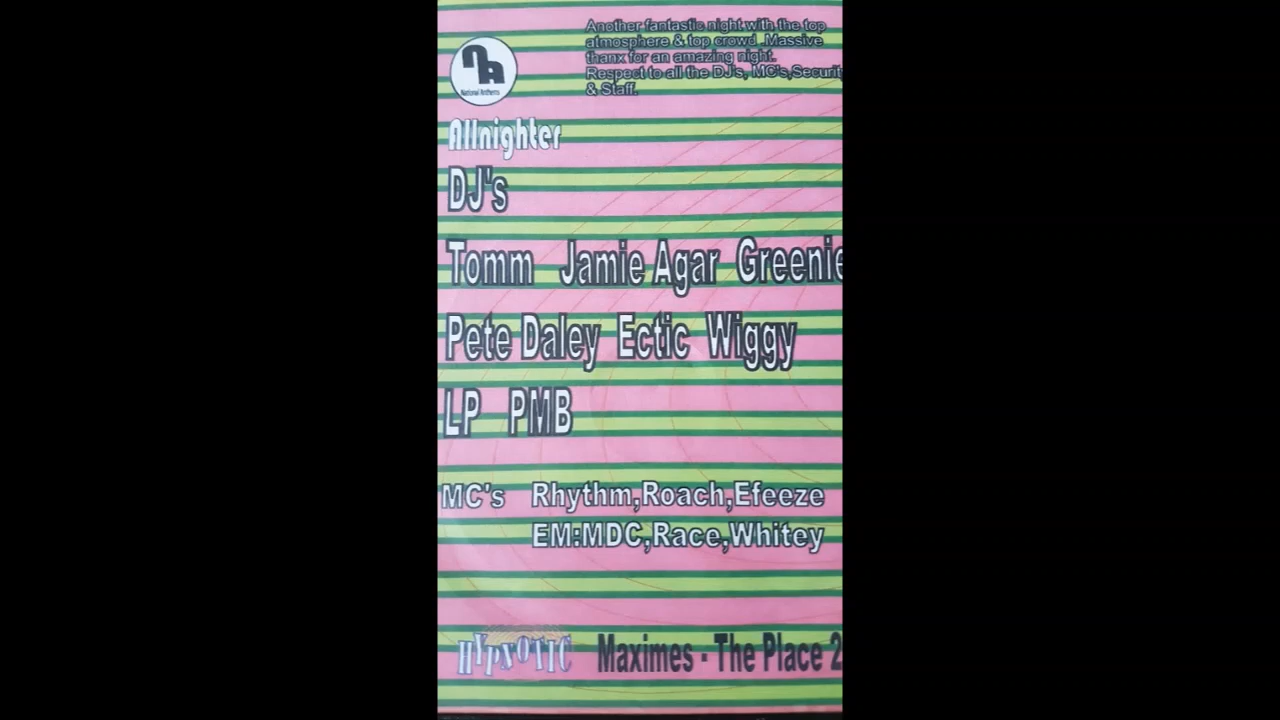 Another fantastic night with the top
atmosphere & top crowd. Massive
thanx for an amazing night.
Respect to all the DJ's, MC's,Securit
& Staff.
nA
National Anthems
Allnighter
DJ's
Tomm Jamie Agar Greenie
Pete Daley Ectic Wiggy
LP PMB
MC's Rhythm,Roach,Efeeze
EM:MDC,Race,Whitey
HYPNOTIC Maximes - The Place 2